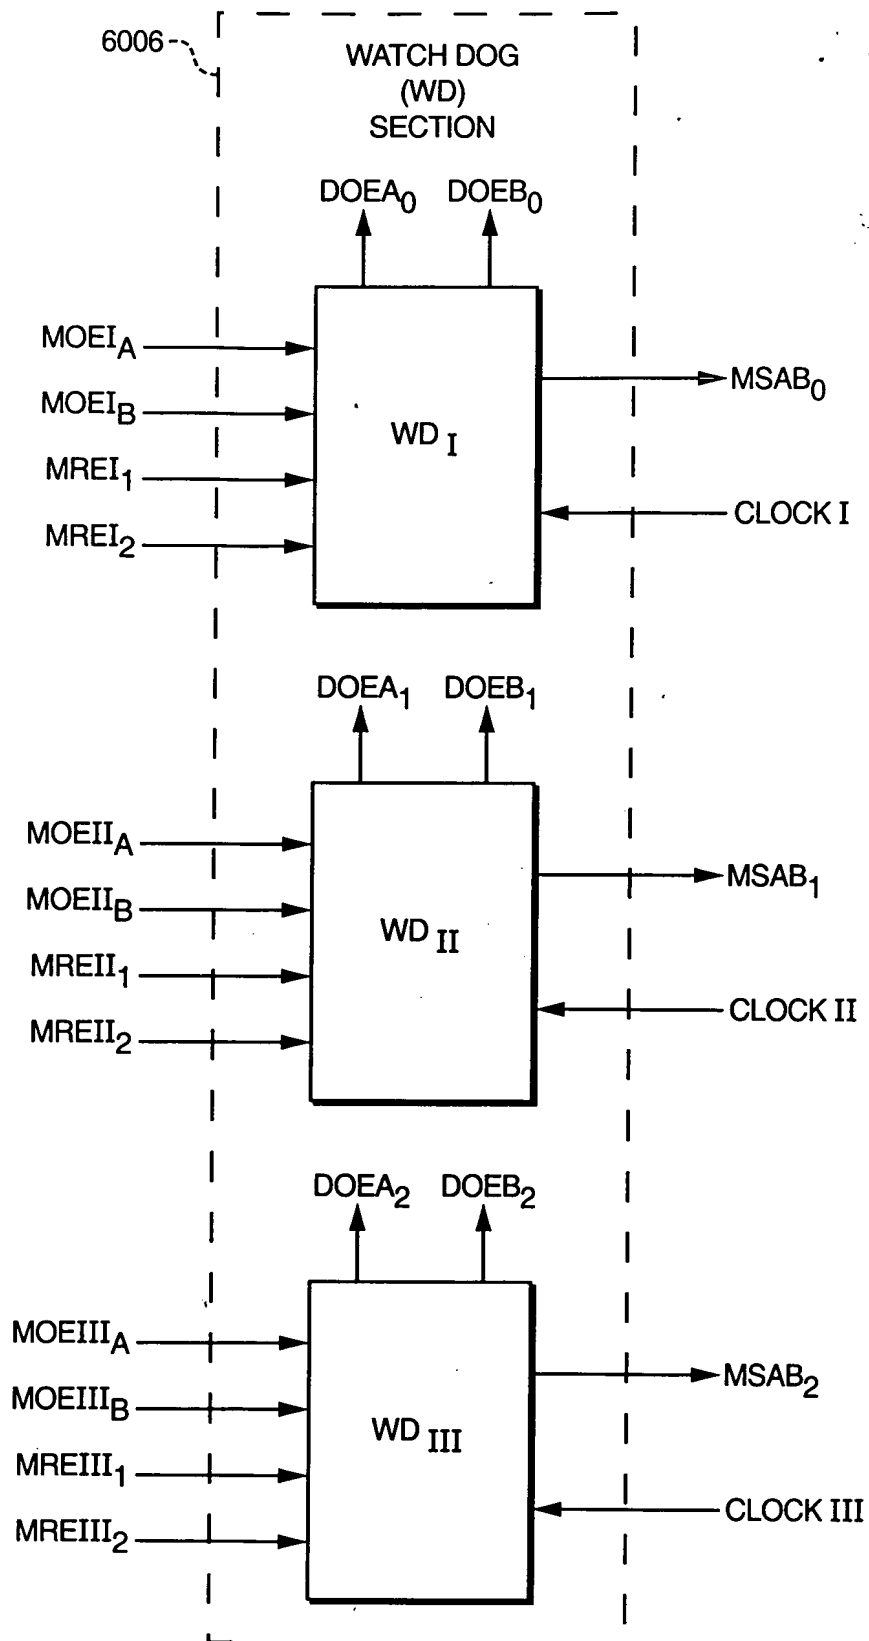 6006
WATCH DOG
(WD)
SECTION
DOEA0 DOEB0
MOEIA
MOEIB
MREI1
MREI2
WD I
MSAB0
CLOCK I
DOEA1 DOEB1
MOEIIA
MOEIIB
MREII1
MREII2
WD II
MSAB1
CLOCK II
DOEA2 DOEB2
MOEIIIA
MOEIIIB
MREIII1
MREIII2
WD III
MSAB2
CLOCK III